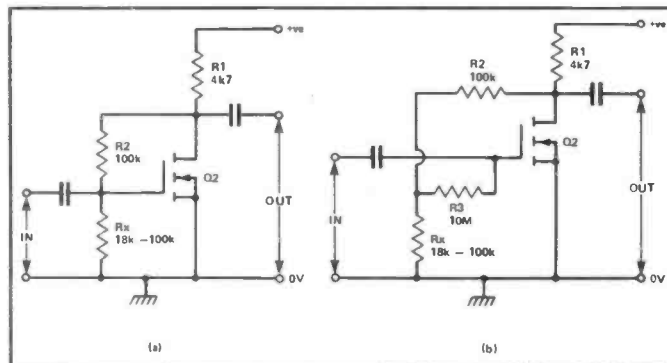 +ve
R1
4k7
R2
100k
Q2
IN
OUT
Rx
18k – 100k
0V
(a)
+ve
R1
4k7
R2
100k
Q2
IN
R3
10M
OUT
Rx
18k – 100k
0V
(b)